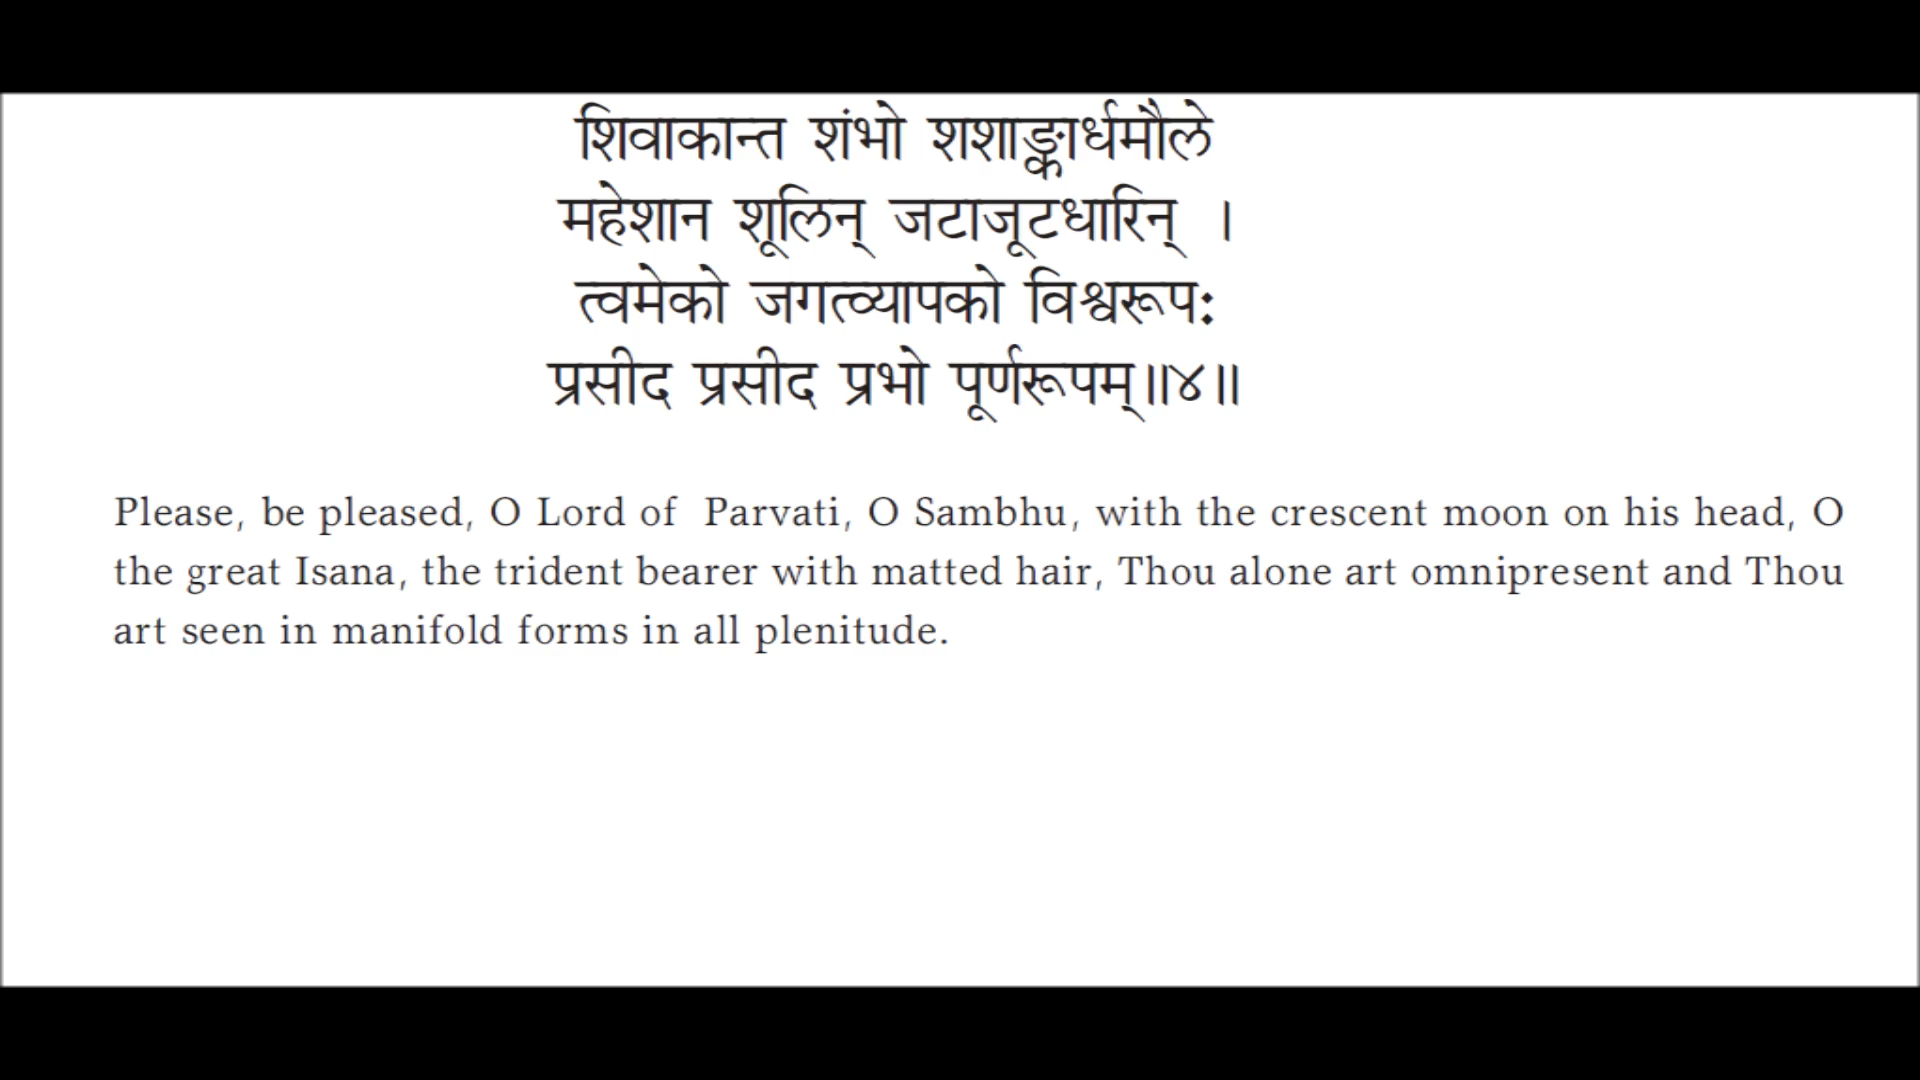 शिवाकान्त शंभो शशाङ्कार्धमौले
महेशान शूलिन् जटाजूटधारिन् ।
त्वमेको जगत्व्यापको विश्वरूपः
प्रसीद प्रसीद प्रभो पूर्णरूपम्॥४॥
Please, be pleased, O Lord of Parvati, O Sambhu, with the crescent moon on his head, O
the great Isana, the trident bearer with matted hair, Thou alone art omnipresent and Thou
art seen in manifold forms in all plenitude.